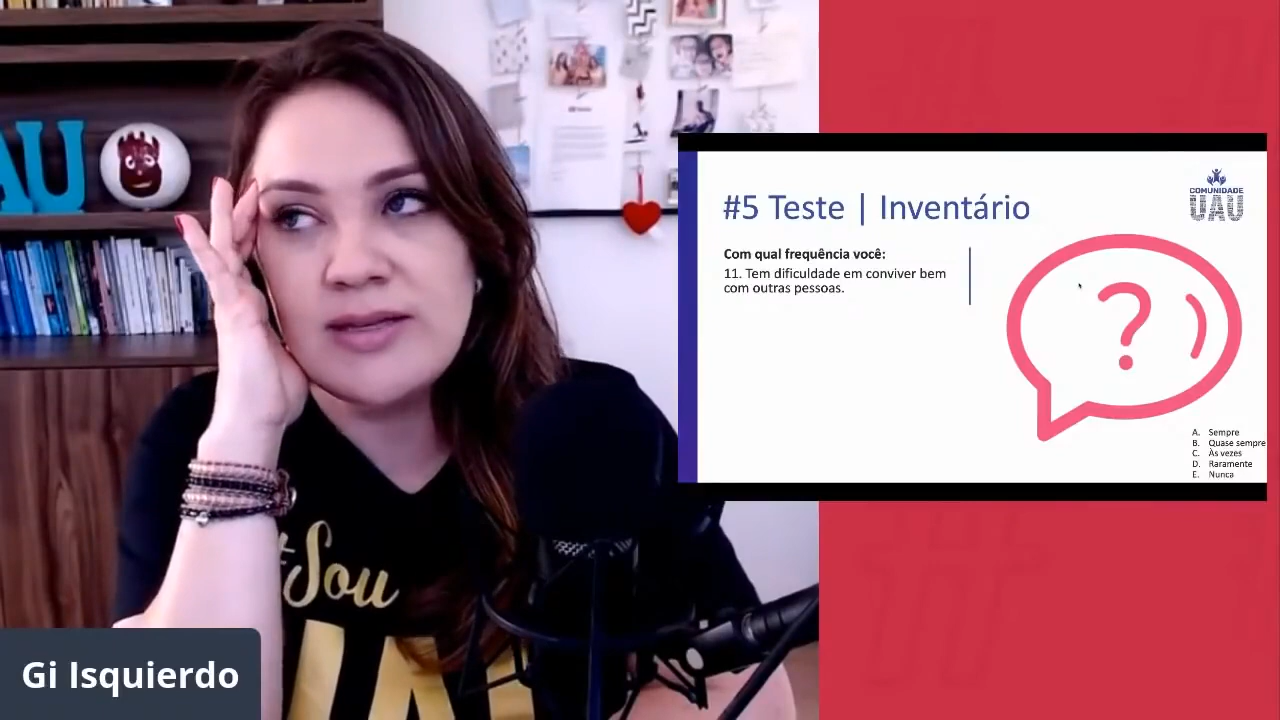 AU
#5 Teste | Inventário
COMUNIDADE
UAU
Com qual frequência você:
11. Tem dificuldade em conviver bem
com outras pessoas.
?
A. Sempre
B. Quase sempre
C. Às vezes
D. Raramente
E. Nunca
#Sou
UAU
Gi Isquierdo